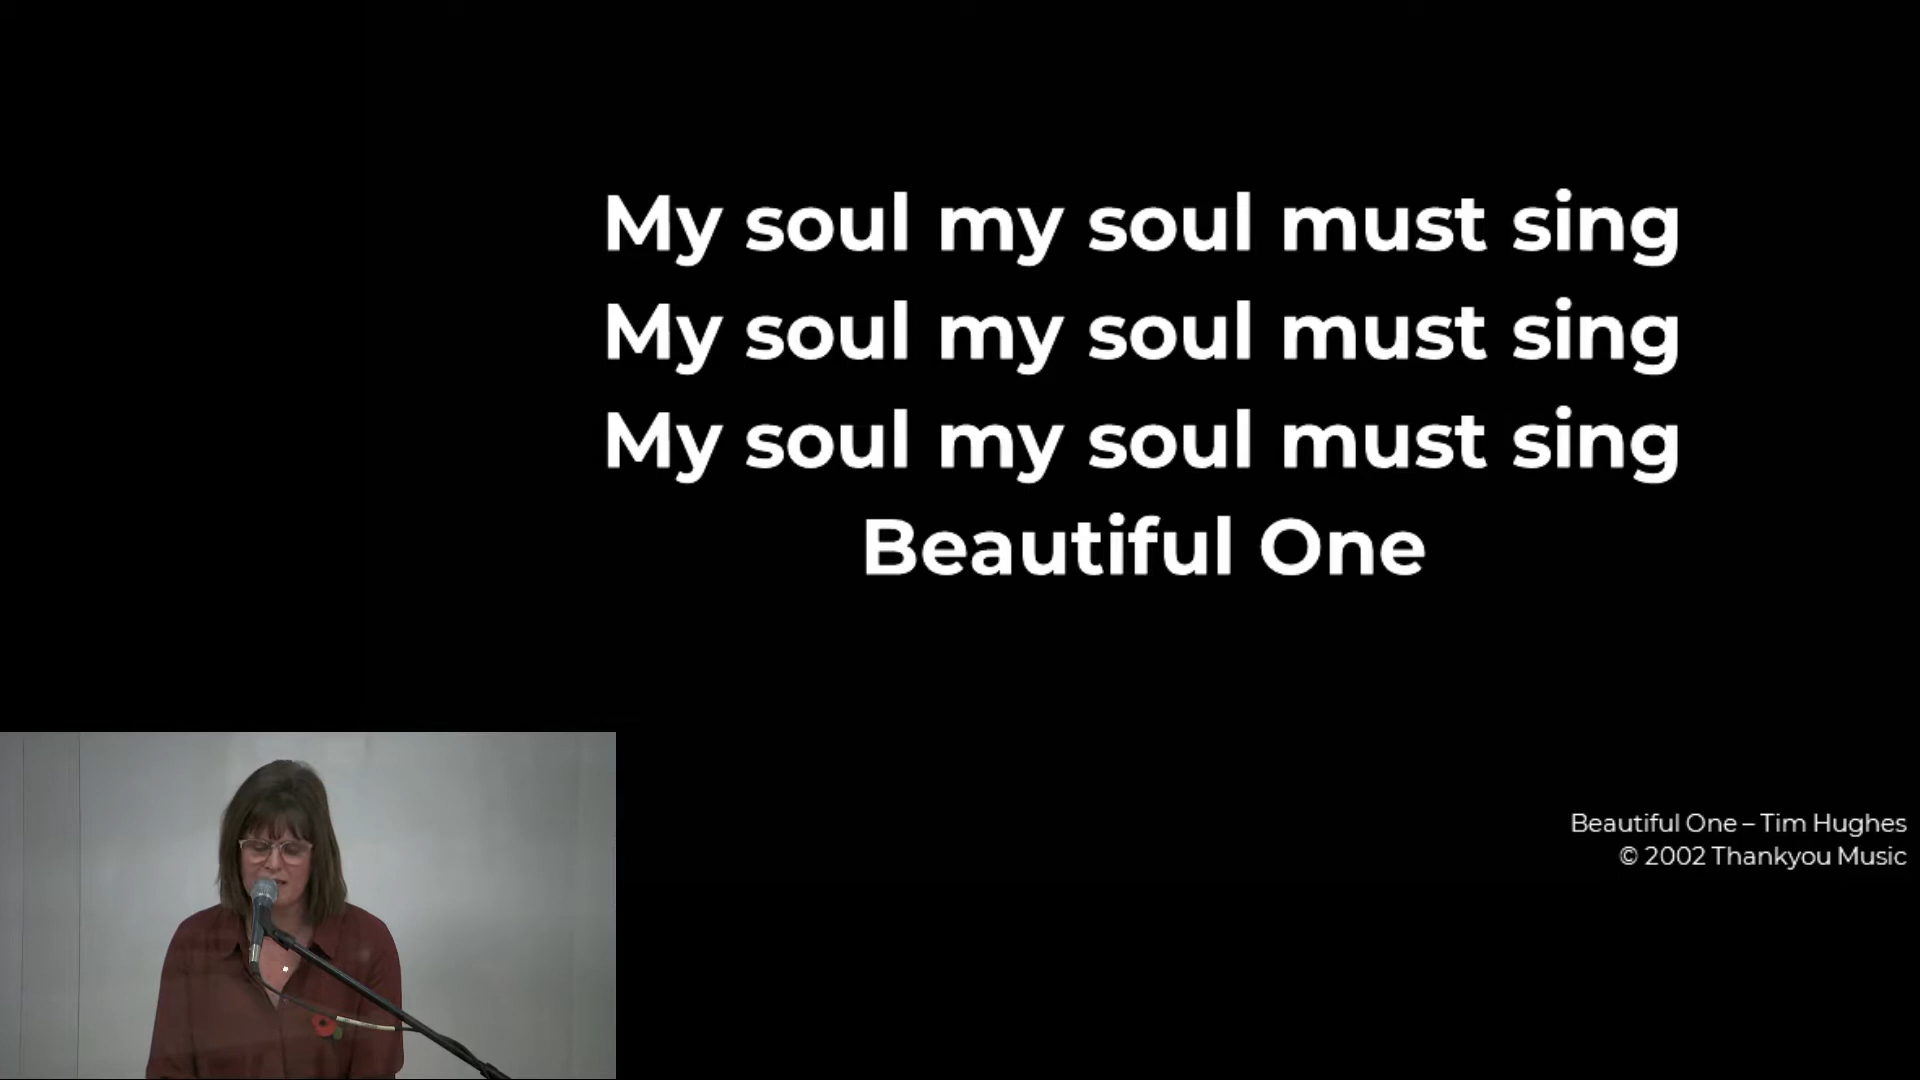 My soul my soul must sing
My soul my soul must sing
My soul my soul must sing
Beautiful One
Beautiful One – Tim Hughes
© 2002 Thankyou Music